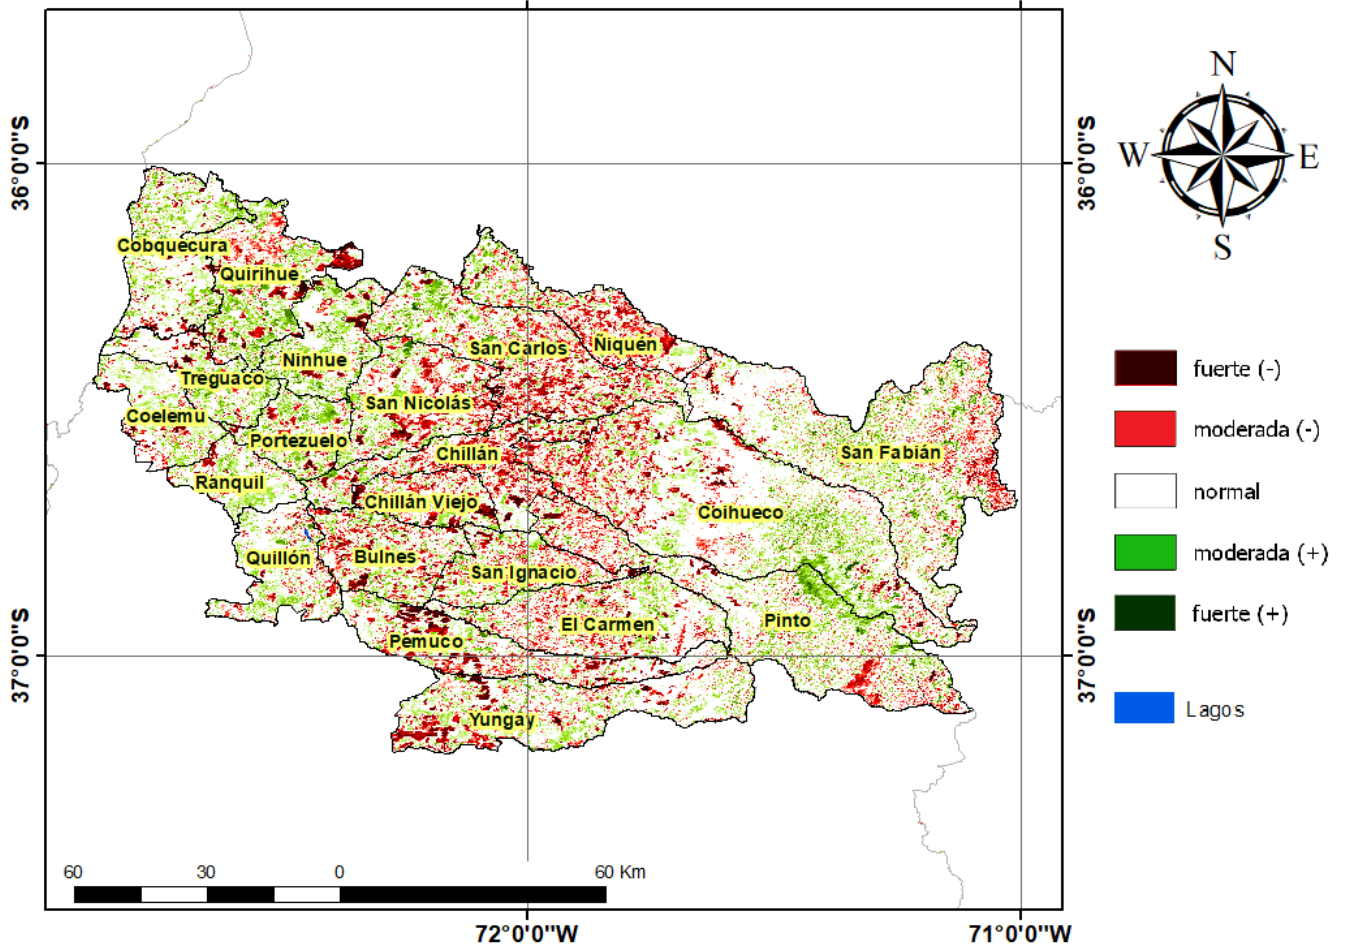 N
W
E
S
36°0'0"S
36°0'0"S
Cobquecura
Quirihue
Ninhue
San Carlos
Ñiquén
Treguaco
San Nicolás
Coelemu
Portezuelo
Chillán
San Fabián
Ranquil
Chillán Viejo
Coihueco
Quillón
Bulnes
San Ignacio
El Carmen
Pinto
Pemuco
Yungay
37°0'0"S
37°0'0"S
fuerte (-)
moderada (-)
normal
moderada (+)
fuerte (+)
Lagos
60 30 0 60 Km
72°0'0"W
71°0'0"W